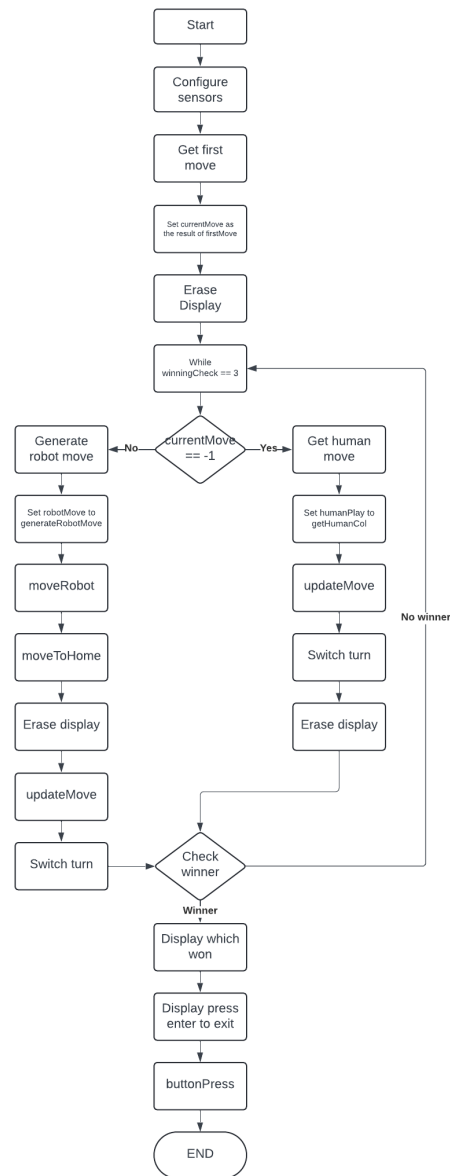 Start
Configure
sensors
Get first
move
Set currentMove as
the result of firstMove
Erase
Display
While
winningCheck == 3
currentMove
== -1
No
Yes
Generate
robot move
Get human
move
Set robotMove to
generateRobotMove
Set humanPlay to
getHumanCol
moveRobot
updateMove
No winner
moveToHome
Switch turn
Erase display
Erase display
updateMove
Switch turn
Check
winner
Winner
Display which
won
Display press
enter to exit
buttonPress
END